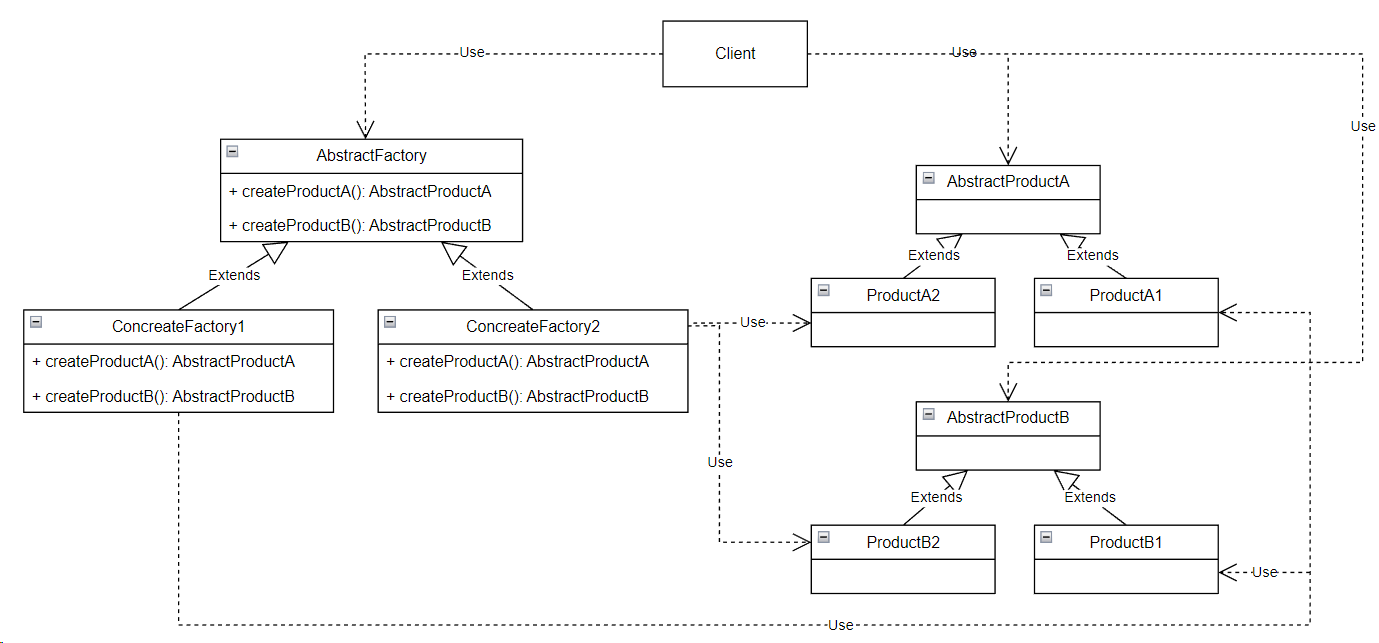 Client
Use
Use
Use
AbstractFactory
+ createProductA(): AbstractProductA
+ createProductB(): AbstractProductB
AbstractProductA
Extends
Extends
Extends
Extends
ConcreateFactory1
+ createProductA(): AbstractProductA
+ createProductB(): AbstractProductB
ConcreateFactory2
+ createProductA(): AbstractProductA
+ createProductB(): AbstractProductB
Use
ProductA2
ProductA1
AbstractProductB
Use
Extends
Extends
ProductB2
ProductB1
Use
Use